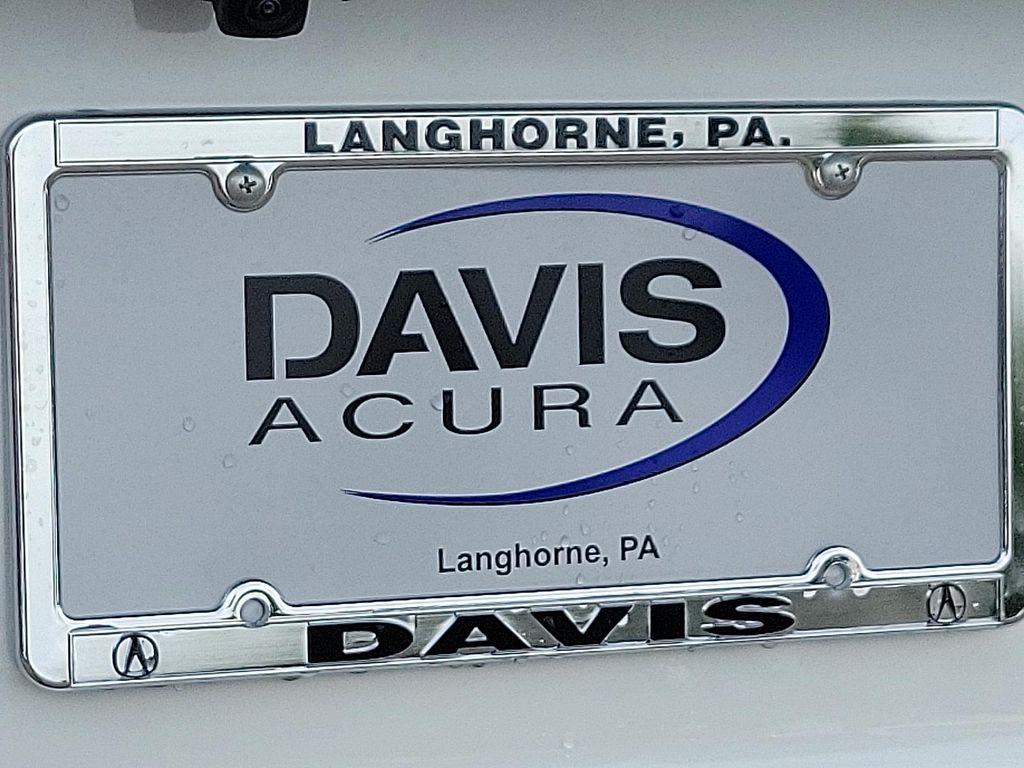 LANGHORNE, PA.
DAVIS
ACURA
Langhorne, PA
DAVIS